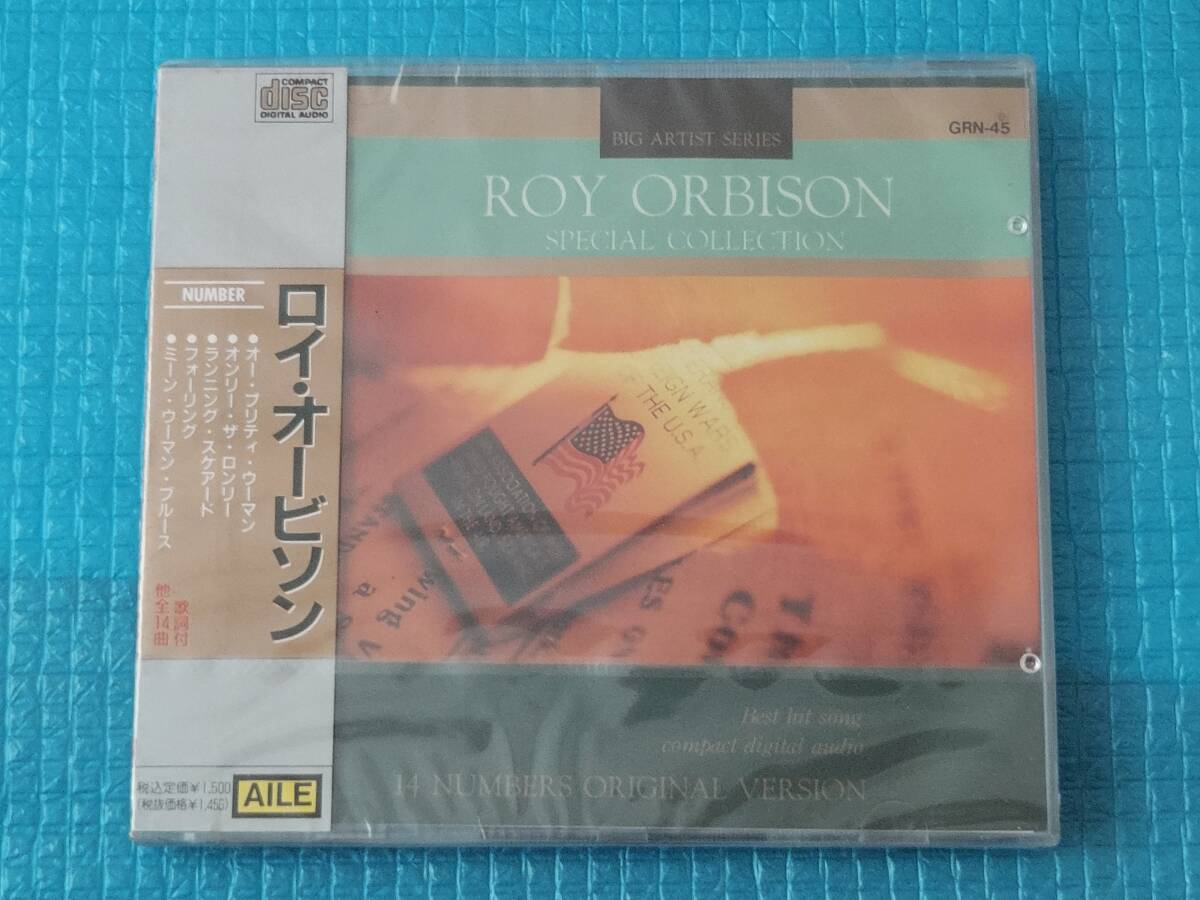 COMPACT
disc
DIGITAL AUDIO
BIG ARTIST SERIES
GRN-45
ROY ORBISON
SPECIAL COLLECTION
NUMBER
ロイ・オービソン
●オー・プリティ・ウーマン
●オンリー・ザ・ロンリー
●ランニング・スケアード
●フォーリング
●ミーン・ウーマン・ブルース
歌詞付
他全14曲
EIGN WARS
OF THE U.S.A.
Best hit song
compact digital audio
14 NUMBERS ORIGINAL VERSION
税込定価¥1,500
(税抜価格¥1,456)
AILE